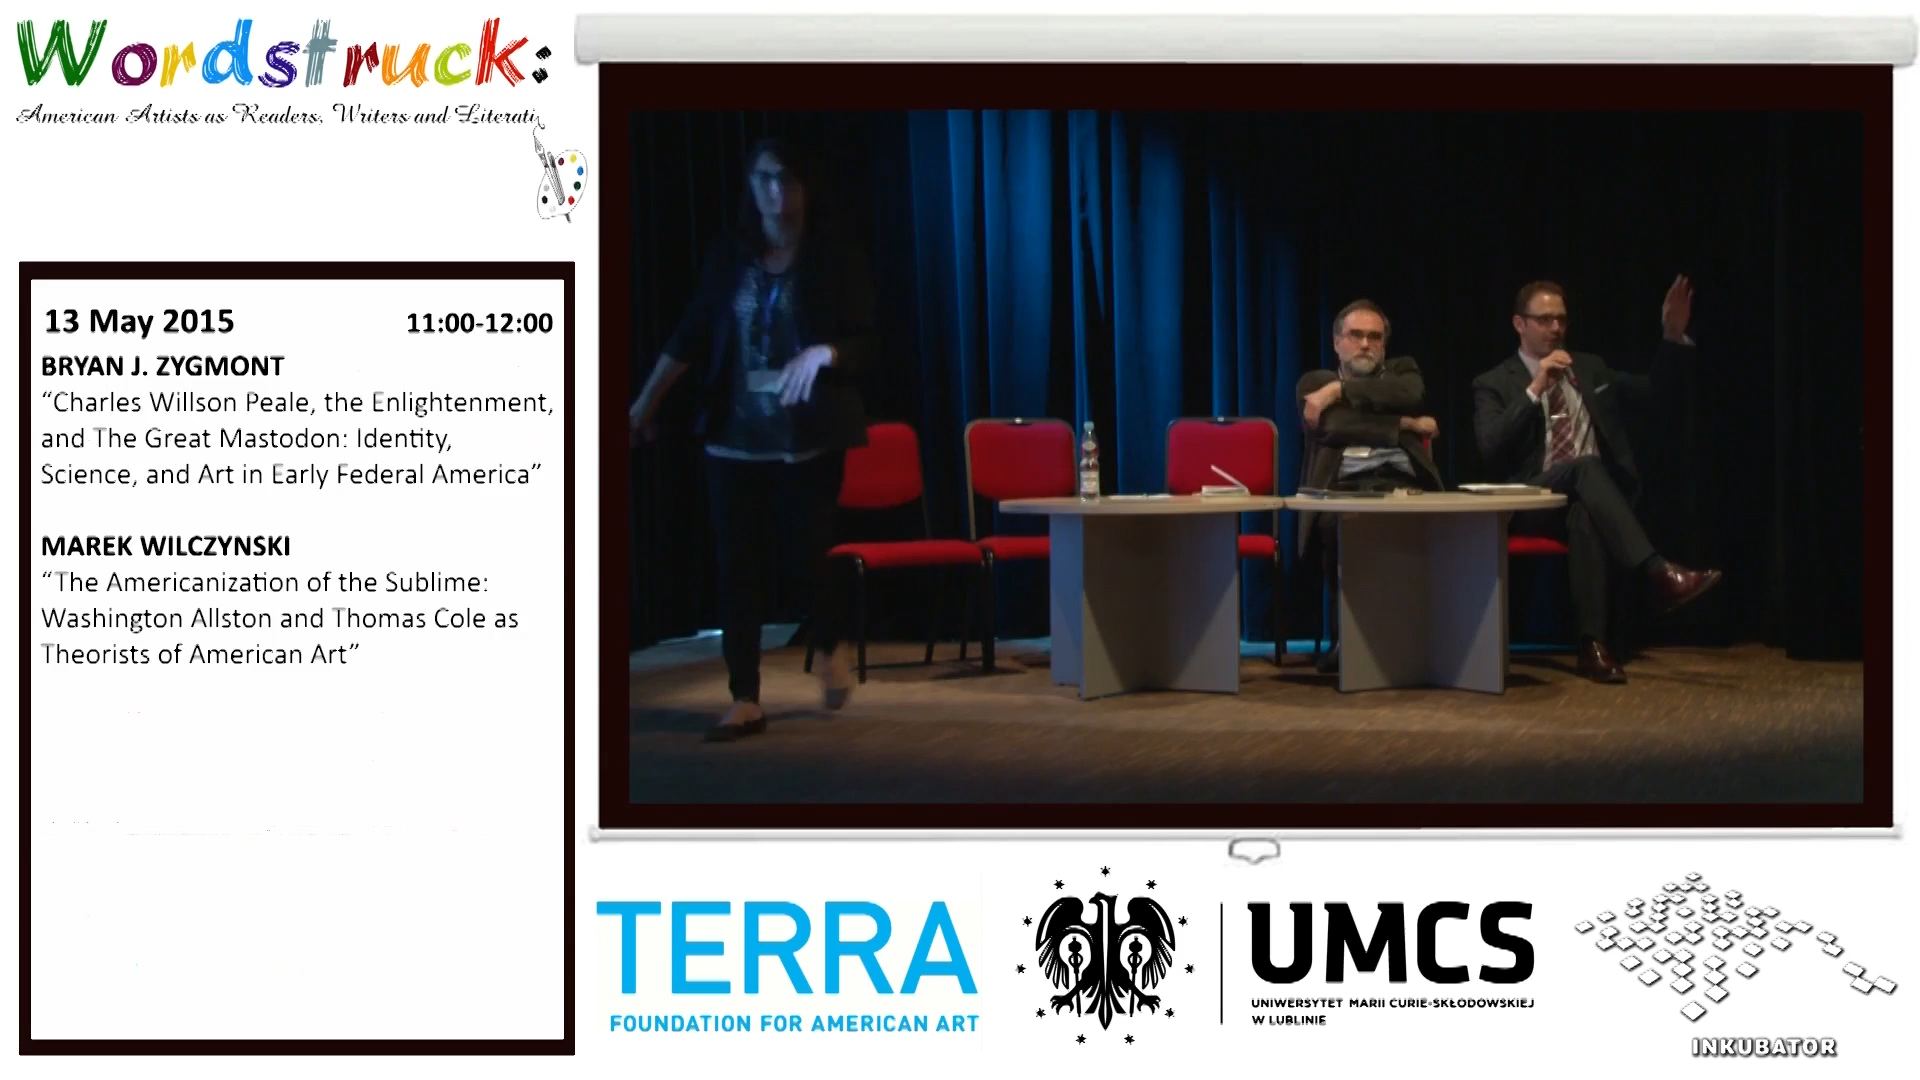 Wordstruck:
American Artists as Readers, Writers and Literati
13 May 2015 11:00-12:00
BRYAN J. ZYGMONT
“Charles Willson Peale, the Enlightenment,
and The Great Mastodon: Identity,
Science, and Art in Early Federal America”
MAREK WILCZYNSKI
“The Americanization of the Sublime:
Washington Allston and Thomas Cole as
Theorists of American Art”
TERRA
FOUNDATION FOR AMERICAN ART
UMCS
UNIWERSYTET MARII CURIE-SKŁODOWSKIEJ
W LUBLINIE
INKUBATOR